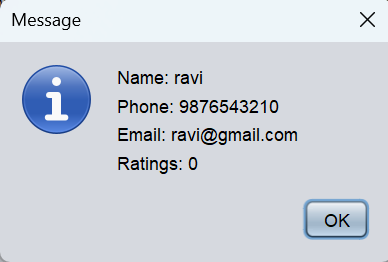 Message
Name: ravi
Phone: 9876543210
Email: ravi@gmail.com
Ratings: 0
OK